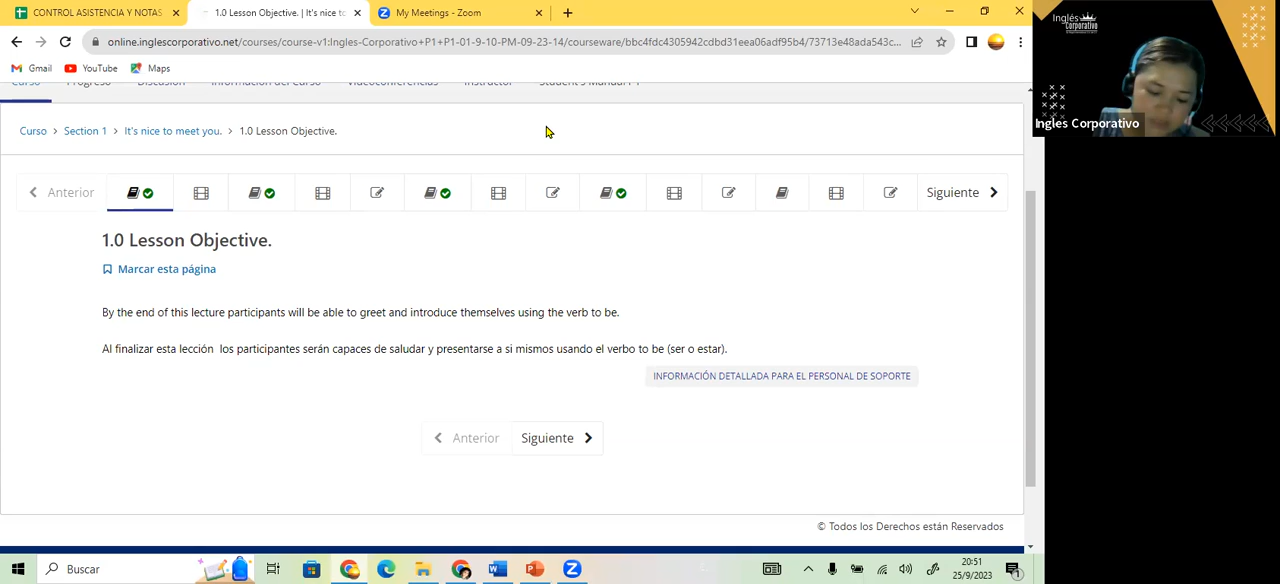 CONTROL ASISTENCIA Y NOTAS
1.0 Lesson Objective. | It's nice to
My Meetings - Zoom
online.inglescorporativo.net/courses/course-v1:Ingles-Corporativo+P1+P1-01-9-10-PM-09-23-14/courseware/bbc4fdc4305942cdbd31eea06adf95b4/73713e48ada543c...
Gmail YouTube Maps
Curso Progreso Discusión Información del Curso Videoconferencias Instructor Student's Manual P1
Curso > Section 1 > It's nice to meet you. > 1.0 Lesson Objective.
Anterior
Siguiente
1.0 Lesson Objective.
Marcar esta página
By the end of this lecture participants will be able to greet and introduce themselves using the verb to be.
Al finalizar esta lección los participantes serán capaces de saludar y presentarse a si mismos usando el verbo to be (ser o estar).
INFORMACIÓN DETALLADA PARA EL PERSONAL DE SOPORTE
Anterior Siguiente
© Todos los Derechos están Reservados
Buscar
20:51
25/9/2023
Inglés
Corporativo
Ingles Corporativo